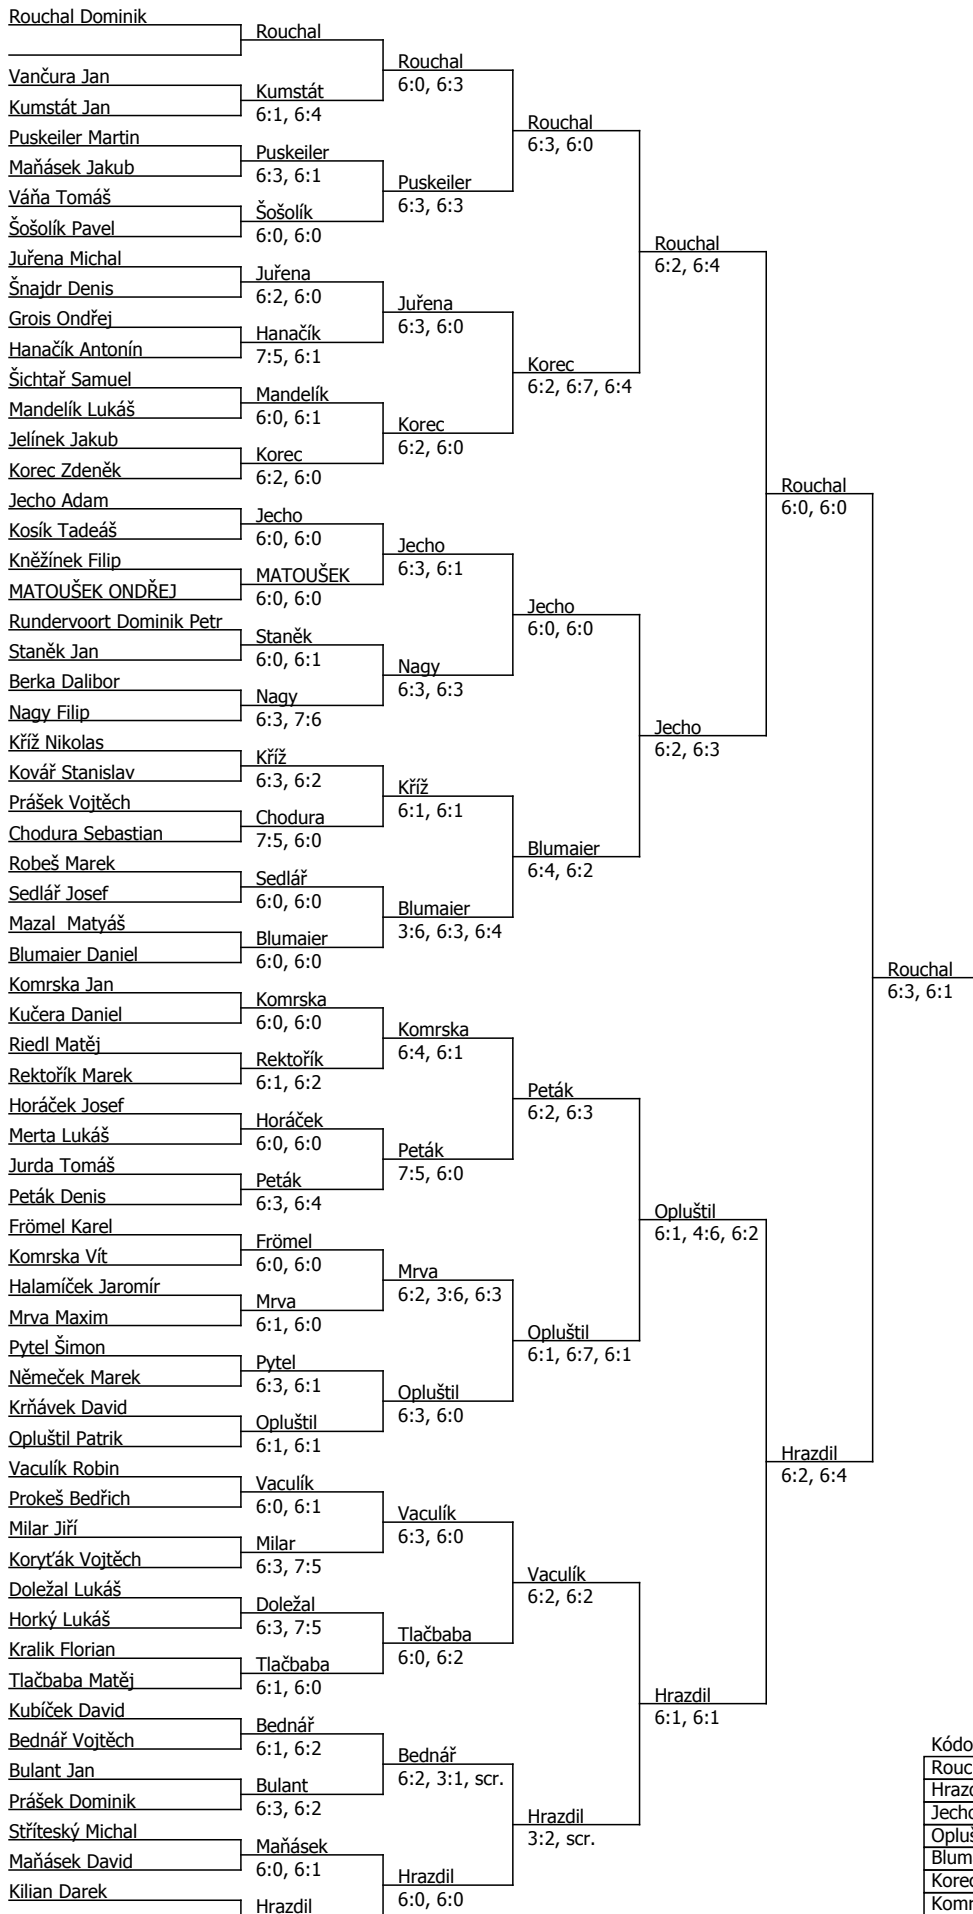 Rouchal Dominik
Vančura Jan
Kumstát Jan
Puskeiler Martin
Maňásek Jakub
Váňa Tomáš
Šošolík Pavel
Juřena Michal
Šnajdr Denis
Grois Ondřej
Hanačík Antonín
Šichtař Samuel
Mandelík Lukáš
Jelínek Jakub
Korec Zdeněk
Jecho Adam
Kosík Tadeáš
Kněžínek Filip
MATOUŠEK ONDŘEJ
Rundervoort Dominik Petr
Staněk Jan
Berka Dalibor
Nagy Filip
Kříž Nikolas
Kovář Stanislav
Prášek Vojtěch
Chodura Sebastian
Robeš Marek
Sedlář Josef
Mazal  Matyáš
Blumaier Daniel
Komrska Jan
Kučera Daniel
Riedl Matěj
Rektořík Marek
Horáček Josef
Merta Lukáš
Jurda Tomáš
Peták Denis
Frömel Karel
Komrska Vít
Halamíček Jaromír
Mrva Maxim
Pytel Šimon
Němeček Marek
Krňávek David
Opluštil Patrik
Vaculík Robin
Prokeš Bedřich
Milar Jiří
Koryťák Vojtěch
Doležal Lukáš
Horký Lukáš
Kralik Florian
Tlačbaba Matěj
Kubíček David
Bednář Vojtěch
Bulant Jan
Prášek Dominik
Stříteský Michal
Maňásek David
Kilian Darek
Rouchal
Kumstát
6:1, 6:4
Puskeiler
6:3, 6:1
Šošolík
6:0, 6:0
Juřena
6:2, 6:0
Hanačík
7:5, 6:1
Mandelík
6:0, 6:1
Korec
6:2, 6:0
Jecho
6:0, 6:0
MATOUŠEK
6:0, 6:0
Staněk
6:0, 6:1
Nagy
6:3, 7:6
Kříž
6:3, 6:2
Chodura
7:5, 6:0
Sedlář
6:0, 6:0
Blumaier
6:0, 6:0
Komrska
6:0, 6:0
Rektořík
6:1, 6:2
Horáček
6:0, 6:0
Peták
6:3, 6:4
Frömel
6:0, 6:0
Mrva
6:1, 6:0
Pytel
6:3, 6:1
Opluštil
6:1, 6:1
Vaculík
6:0, 6:1
Milar
6:3, 7:5
Doležal
6:3, 7:5
Tlačbaba
6:1, 6:0
Bednář
6:1, 6:2
Bulant
6:3, 6:2
Maňásek
6:0, 6:1
Hrazdil
Rouchal
6:0, 6:3
Puskeiler
6:3, 6:3
Juřena
6:3, 6:0
Korec
6:2, 6:0
Jecho
6:3, 6:1
Nagy
6:3, 6:3
Kříž
6:1, 6:1
Blumaier
3:6, 6:3, 6:4
Komrska
6:4, 6:1
Peták
7:5, 6:0
Mrva
6:2, 3:6, 6:3
Opluštil
6:3, 6:0
Vaculík
6:3, 6:0
Tlačbaba
6:0, 6:2
Bednář
6:2, 3:1, scr.
Hrazdil
6:0, 6:0
Rouchal
6:3, 6:0
Korec
6:2, 6:7, 6:4
Jecho
6:0, 6:0
Blumaier
6:4, 6:2
Peták
6:2, 6:3
Opluštil
6:1, 6:7, 6:1
Vaculík
6:2, 6:2
Hrazdil
3:2, scr.
Rouchal
6:2, 6:4
Jecho
6:2, 6:3
Opluštil
6:1, 4:6, 6:2
Hrazdil
6:1, 6:1
Rouchal
6:0, 6:0
Hrazdil
6:2, 6:4
Rouchal
6:3, 6:1
Kódo
Rouc
Hrazd
Jecho
Opluš
Blum
Korec
Komr